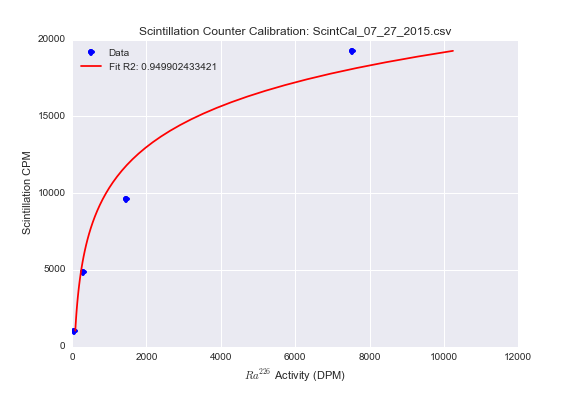 Scintillation Counter Calibration: ScintCal_07_27_2015.csv
20000
15000
10000
5000
0
Scintillation CPM
Data
Fit R2: 0.949902433421
0 2000 4000 6000 8000 10000 12000
Ra²²⁶ Activity (DPM)